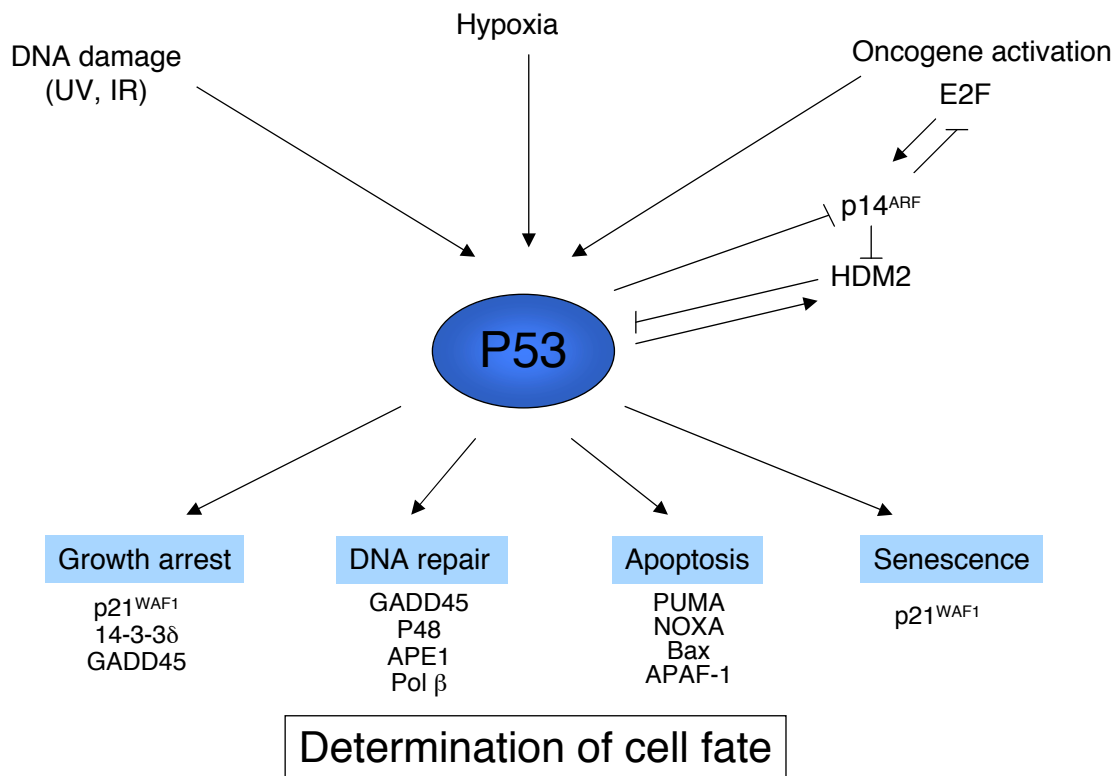 Hypoxia
DNA damage
(UV, IR)
Oncogene activation
E2F
p14ARF
HDM2
P53
Growth arrest
p21WAF1
14-3-3δ
GADD45
DNA repair
GADD45
P48
APE1
Pol β
Apoptosis
PUMA
NOXA
Bax
APAF-1
Senescence
p21WAF1
Determination of cell fate